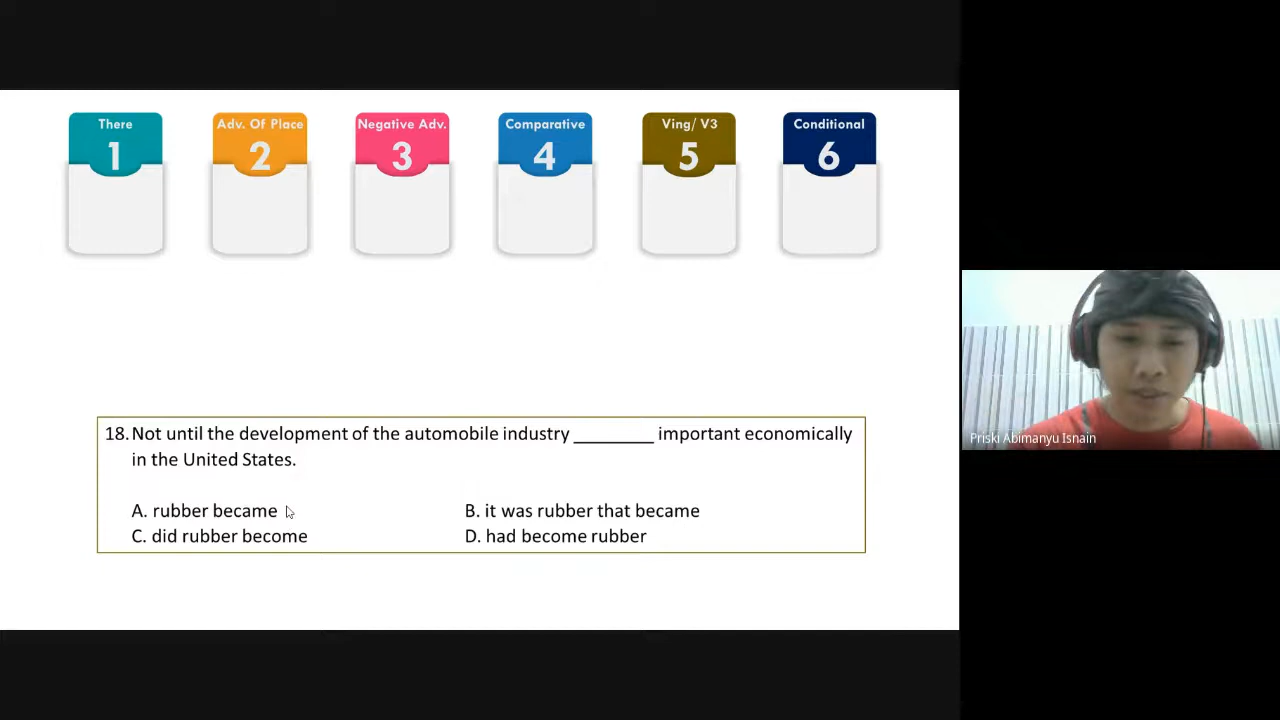 There
1
Adv. Of Place
2
Negative Adv.
3
Comparative
4
Ving/ V3
5
Conditional
6
18. Not until the development of the automobile industry ________ important economically
in the United States.
A. rubber became
B. it was rubber that became
C. did rubber become
D. had become rubber
Priski Abimanyu Isnain